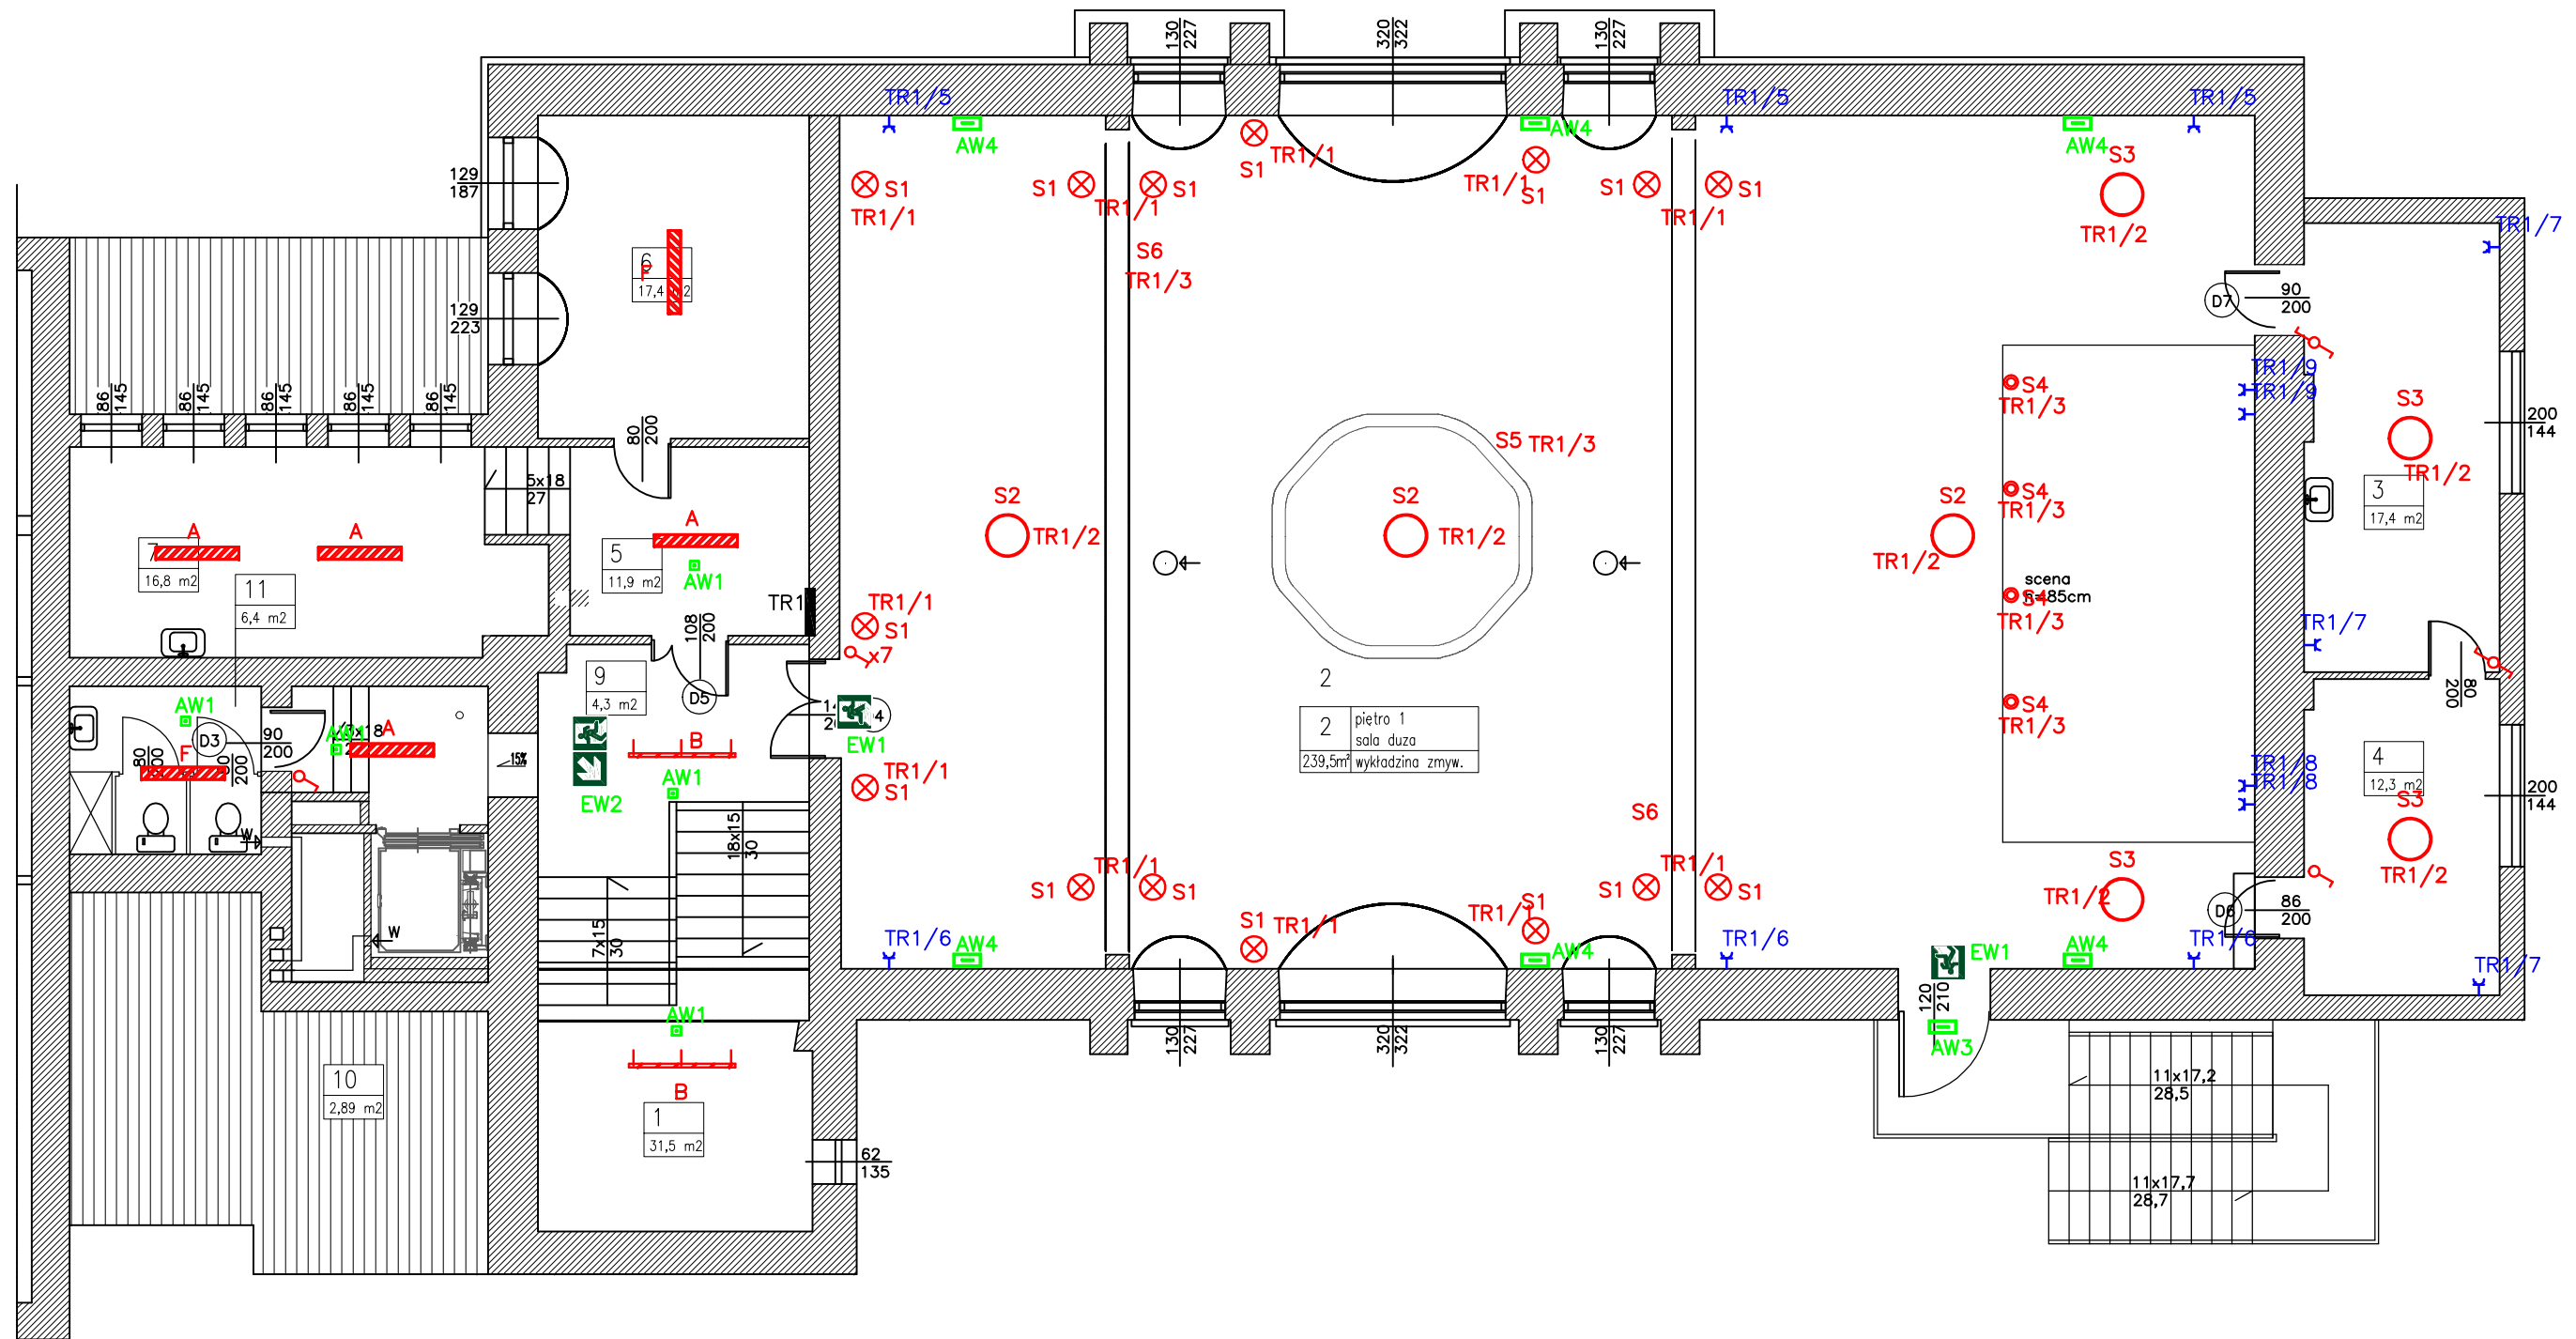 130
227
320
322
130
227
TR1/5
TR1/5
TR1/5
AW4
AW4
AW4
S1
TR1/1
S1
TR1/1
S3
TR1/2
129
187
S1
TR1/1
S1
S1
TR1/1
S1
S1
TR1/1
TR1/7
6
F
17,4
S6
TR1/3
129
223
D7
90
200
86
145
86
145
86
145
86
145
86
145
TR1/9
TR1/9
S4
TR1/3
S3
TR1/2
200
144
80
200
5x18
27
S5 TR1/3
A
A
A
7
16,8 m2
5
11,9 m2
AW1
S2
TR1/2
S2
TR1/2
S2
TR1/2
S4
TR1/3
3
17,4 m2
11
6,4 m2
TR1
108
200
TR1/1
S1
scena
h=85cm
S4
TR1/3
TR1/7
x7
9
4,3 m2
D5
2
80
200
AW1
D3
90
200
AW1
A
F
80
200
200
15%
B
AW1
EW2
EW1
TR1/1
S1
2
piętro 1
sala duza
239,5m²
wykładzina zmyw.
S4
TR1/3
TR1/8
TR1/8
4
12,3 m2
S3
TR1/2
200
144
S6
W
W
18x15
30
7x15
30
S1
TR1/1
S1
S1
TR1/1
S1
S3
TR1/2
D6
86
200
TR1/6
AW4
S1
TR1/1
S1
TR1/1
AW4
TR1/6
EW1
AW4
TR1/6
TR1/7
120
210
AW3
AW1
B
130
227
320
322
130
227
10
2,89 m2
1
31,5 m2
62
135
11x17,2
28,5
11x17,7
28,7